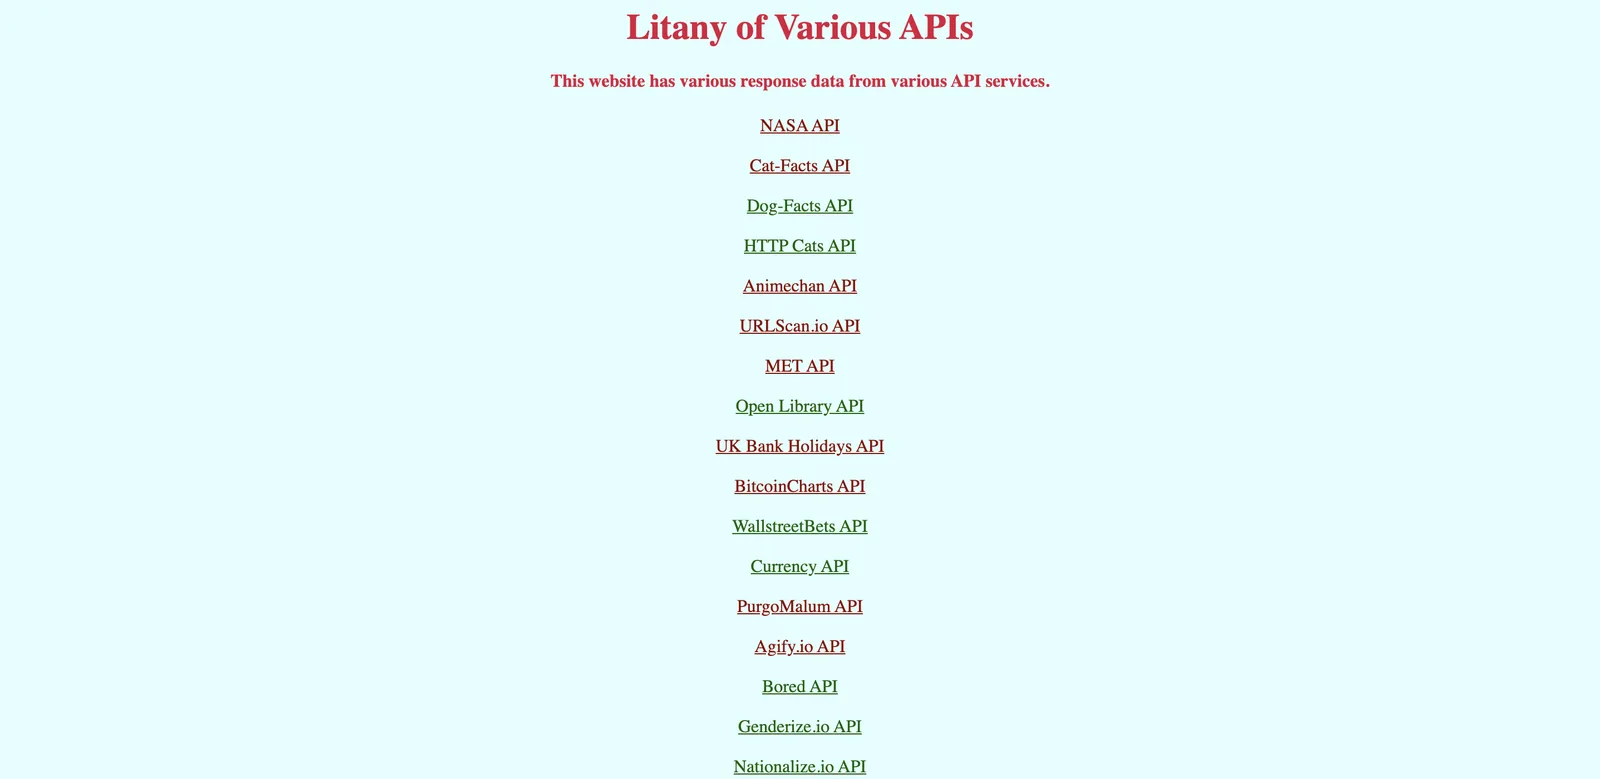 Litany of Various APIs
This website has various response data from various API services.
NASA API
Cat-Facts API
Dog-Facts API
HTTP Cats API
Animechan API
URLScan.io API
MET API
Open Library API
UK Bank Holidays API
BitcoinCharts API
WallstreetBets API
Currency API
PurgoMalum API
Agify.io API
Bored API
Genderize.io API
Nationalize.io API